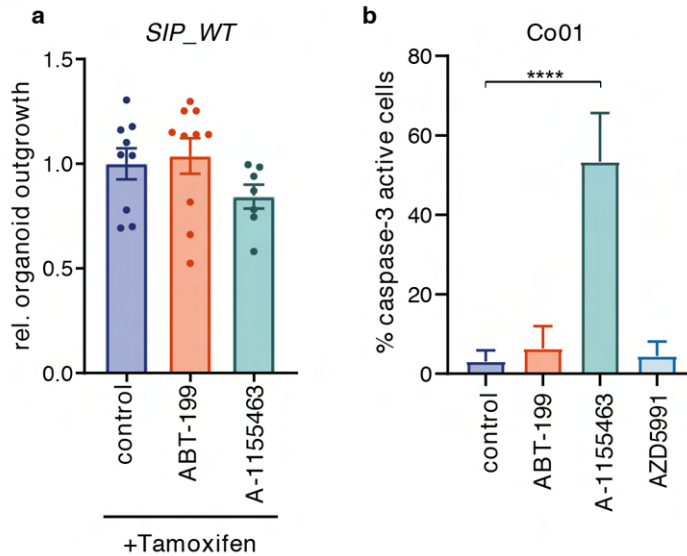 a
SIP_WT
rel. organoid outgrowth
1.5
1.0
0.5
0.0
control
ABT-199
A-1155463
+Tamoxifen
b
Co01
% caspase-3 active cells
80
60
40
20
0
****
control
ABT-199
A-1155463
AZD5991